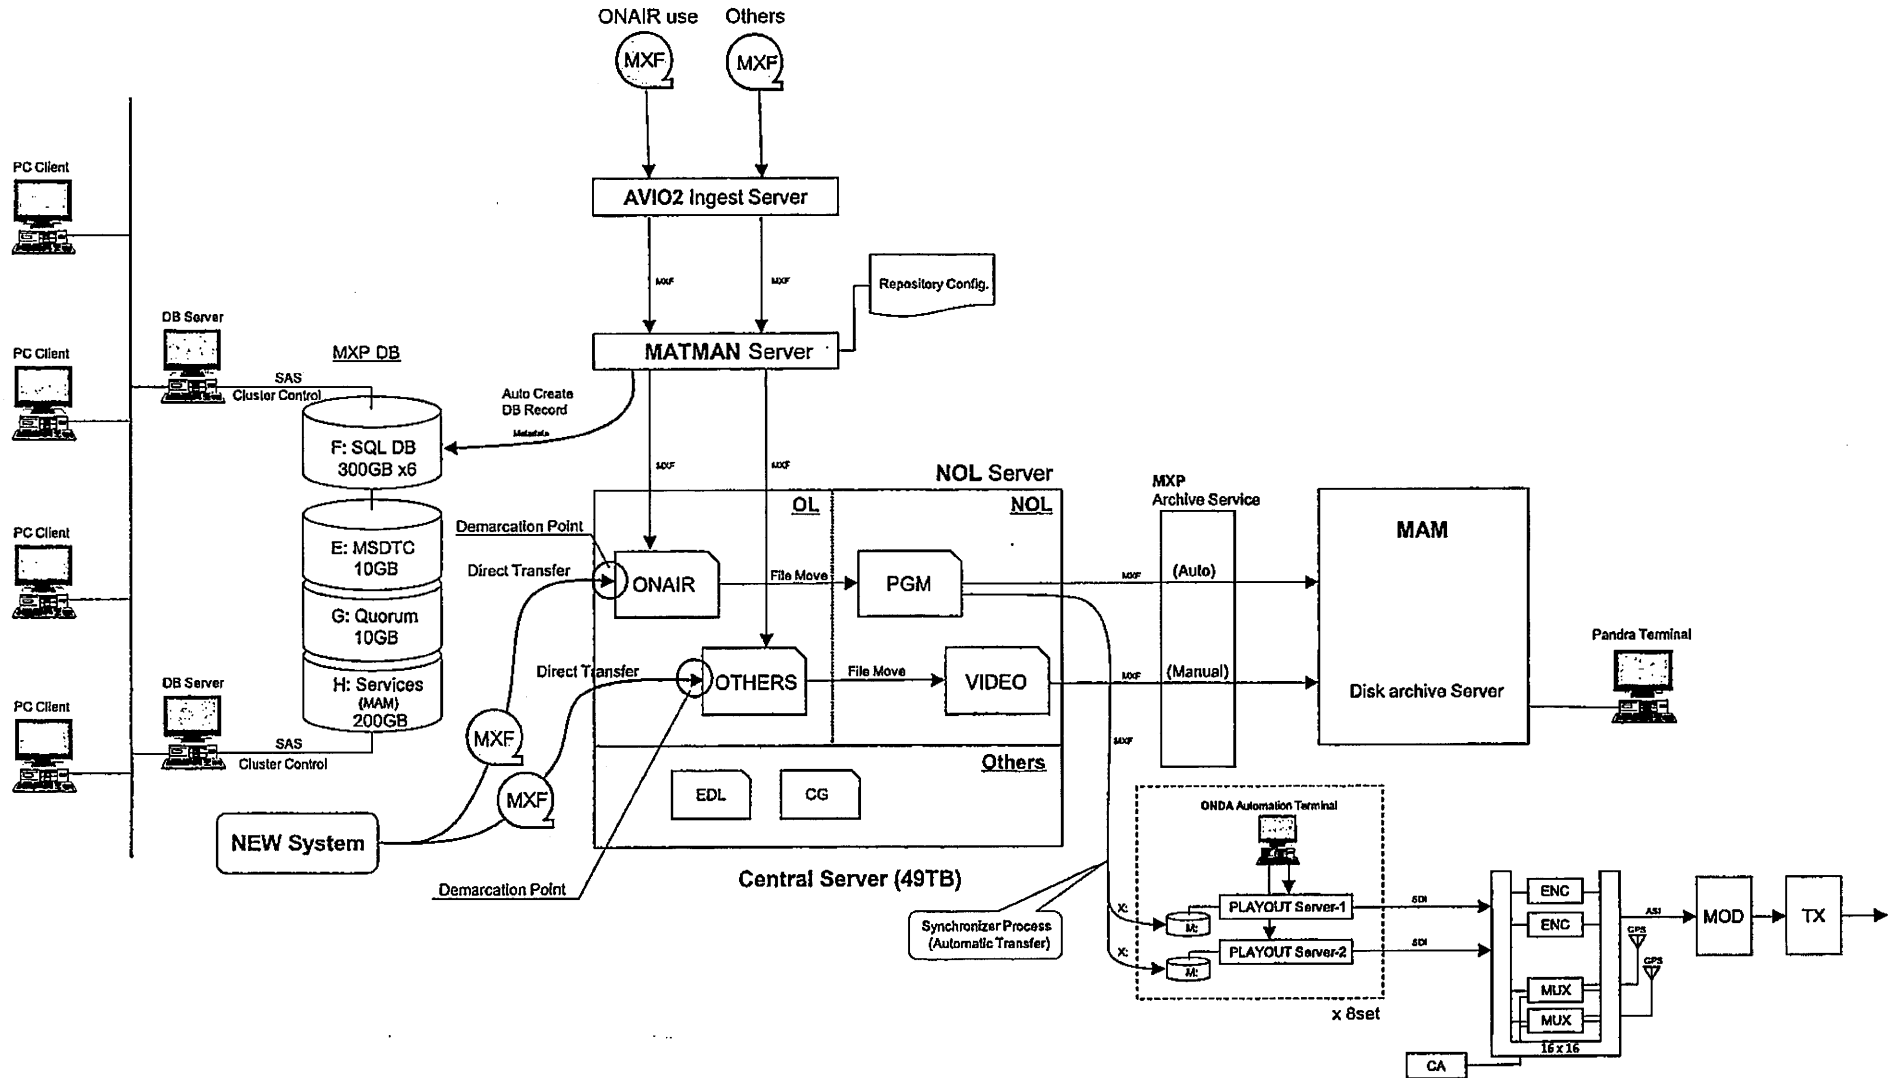 ONAIR use
Others
MXF
MXF
AVIO2 Ingest Server
MXF
MXF
Repository Config.
MATMAN Server
PC Client
PC Client
PC Client
PC Client
DB Server
MXP DB
SAS
Cluster Control
F: SQL DB
300GB x6
E: MSDTC
10GB
G: Quorum
10GB
H: Services
(MAM)
200GB
DB Server
SAS
Cluster Control
Auto Create
DB Record
Metadata
MXF
MXF
NOL Server
OL
NOL
Demarcation Point
Direct Transfer
ONAIR
File Move
PGM
Direct Transfer
OTHERS
File Move
VIDEO
Others
EDL
CG
MXF
MXF
NEW System
Demarcation Point
Central Server (49TB)
MXP
Archive Service
MXF
(Auto)
MXF
(Manual)
MXF
MAM
Disk archive Server
Pandra Terminal
Synchronizer Process
(Automatic Transfer)
ONDA Automation Terminal
X:
M:
PLAYOUT Server-1
SDI
X:
M:
PLAYOUT Server-2
SDI
x 8set
ENC
ENC
MUX
MUX
16 x 16
CA
ASI
GPS
GPS
MOD
TX